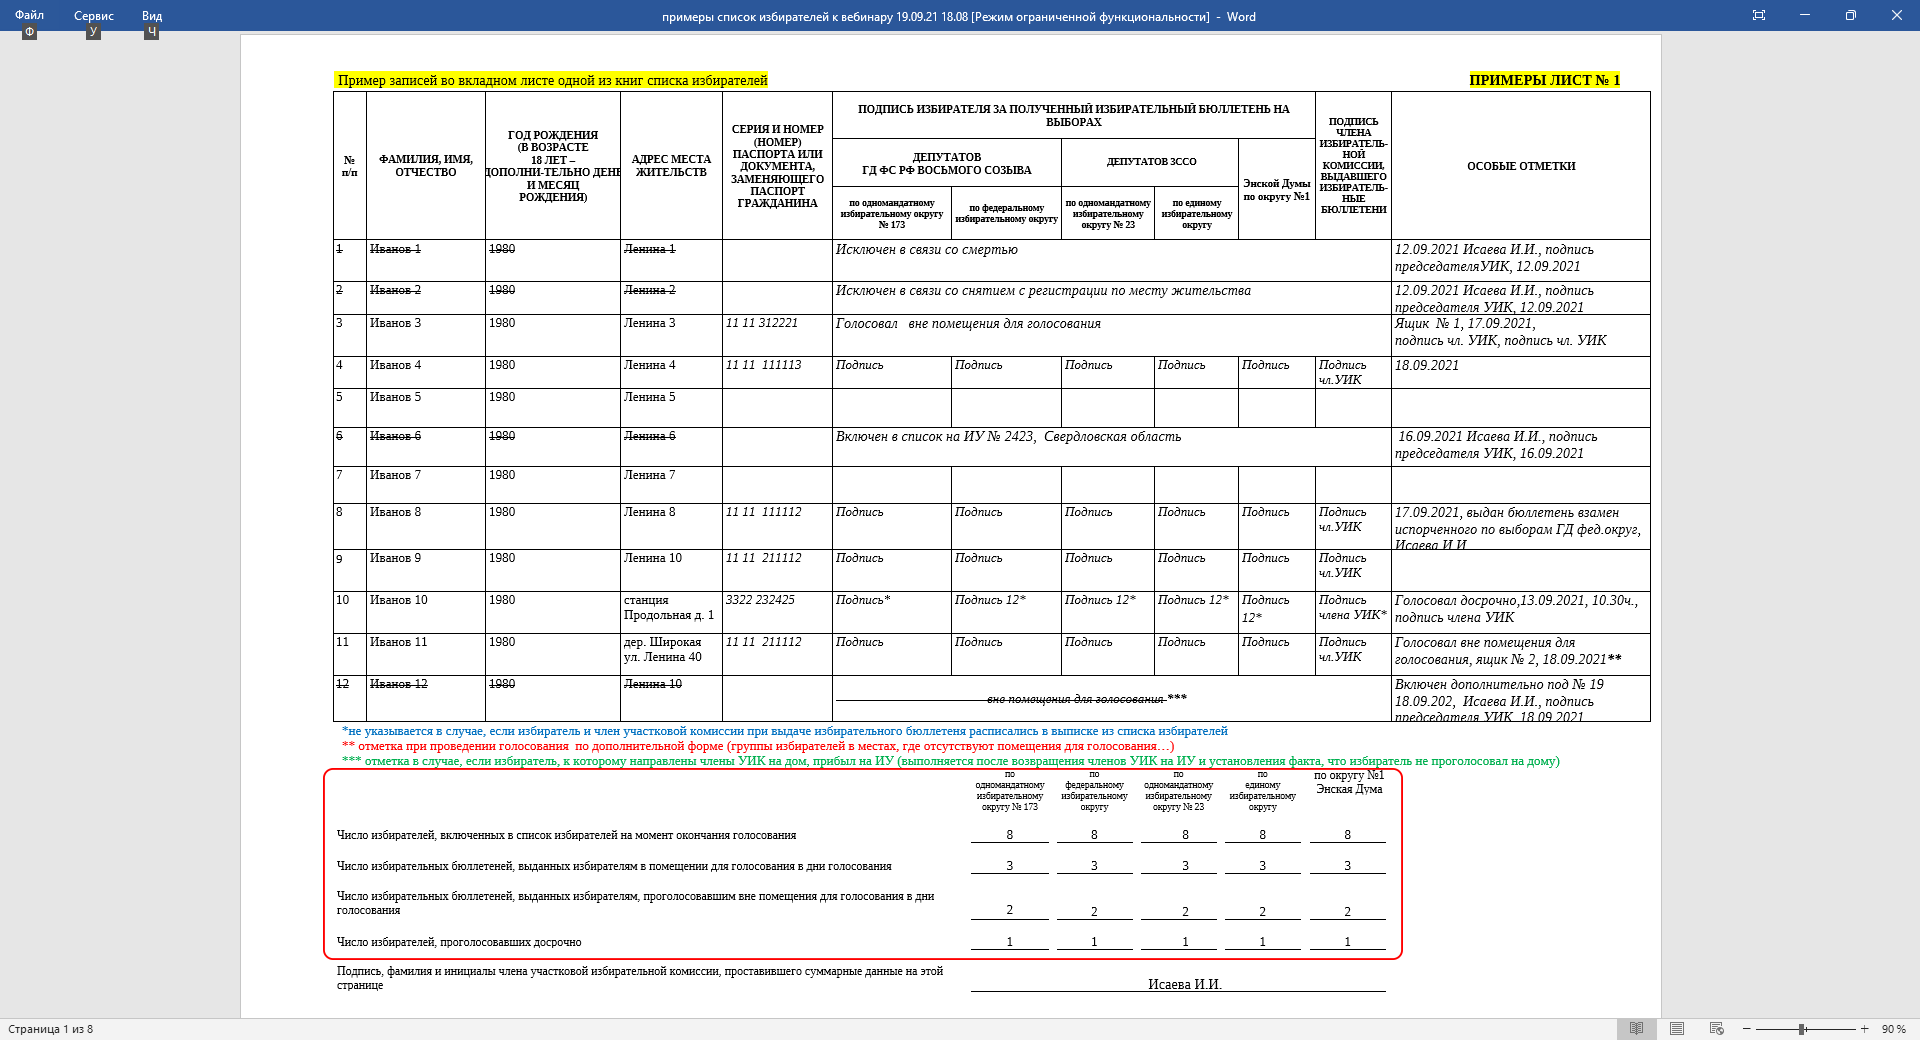 Файл Сервис Вид
примеры список избирателей к вебинару 19.09.21 18.08 [Режим ограниченной функциональности] - Word
Ф У Ч
Пример записей во вкладном листе одной из книг списка избирателей
ПРИМЕРЫ ЛИСТ № 1
№
п/п
ФАМИЛИЯ, ИМЯ,
ОТЧЕСТВО
ГОД РОЖДЕНИЯ
(В ВОЗРАСТЕ
18 ЛЕТ –
ДОПОЛНИ-ТЕЛЬНО ДЕНЬ
И МЕСЯЦ
РОЖДЕНИЯ)
АДРЕС МЕСТА
ЖИТЕЛЬСТВ
СЕРИЯ И НОМЕР
(НОМЕР)
ПАСПОРТА ИЛИ
ДОКУМЕНТА,
ЗАМЕНЯЮЩЕГО
ПАСПОРТ
ГРАЖДАНИНА
ПОДПИСЬ ИЗБИРАТЕЛЯ ЗА ПОЛУЧЕННЫЙ ИЗБИРАТЕЛЬНЫЙ БЮЛЛЕТЕНЬ НА
ВЫБОРАХ
ДЕПУТАТОВ
ГД ФС РФ ВОСЬМОГО СОЗЫВА
ДЕПУТАТОВ ЗССО
Энской Думы
по округу №1
по одномандатному
избирательному округу
№ 173
по федеральному
избирательному округу
по одномандатному
избирательному
округу № 23
по единому
избирательному
округу
ПОДПИСЬ
ЧЛЕНА
ИЗБИРАТЕЛЬ-
НОЙ
КОМИССИИ,
ВЫДАВШЕГО
ИЗБИРАТЕЛЬ-
НЫЕ
БЮЛЛЕТЕНИ
ОСОБЫЕ ОТМЕТКИ
1 Иванов 1 1980 Ленина 1 Исключен в связи со смертью 12.09.2021 Исаева И.И., подпись
председателяУИК, 12.09.2021
2 Иванов 2 1980 Ленина 2 Исключен в связи со снятием с регистрации по месту жительства 12.09.2021 Исаева И.И., подпись
председателя УИК, 12.09.2021
3 Иванов 3 1980 Ленина 3 11 11 312221 Голосовал вне помещения для голосования Ящик № 1, 17.09.2021,
подпись чл. УИК, подпись чл. УИК
4 Иванов 4 1980 Ленина 4 11 11 111113 Подпись Подпись Подпись Подпись Подпись Подпись 18.09.2021
чл.УИК
5 Иванов 5 1980 Ленина 5
6 Иванов 6 1980 Ленина 6 Включен в список на ИУ № 2423, Свердловская область 16.09.2021 Исаева И.И., подпись
председателя УИК, 16.09.2021
7 Иванов 7 1980 Ленина 7
8 Иванов 8 1980 Ленина 8 11 11 111112 Подпись Подпись Подпись Подпись Подпись Подпись 17.09.2021, выдан бюллетень взамен
чл.УИК испорченного по выборам ГД фед.округ,
Исаева И.И
9 Иванов 9 1980 Ленина 10 11 11 211112 Подпись Подпись Подпись Подпись Подпись Подпись
чл.УИК
10 Иванов 10 1980 станция 3322 232425 Подпись* Подпись 12* Подпись 12* Подпись 12* Подпись Подпись Голосовал досрочно,13.09.2021, 10.30ч.,
Продольная д. 1 12* члена УИК* подпись члена УИК
11 Иванов 11 1980 дер. Широкая 11 11 211112 Подпись Подпись Подпись Подпись Подпись Подпись Голосовал вне помещения для
ул. Ленина 40 чл.УИК голосования, ящик № 2, 18.09.2021**
12 Иванов 12 1980 Ленина 10 вне помещения для голосования *** Включен дополнительно под № 19
18.09.202, Исаева И.И., подпись
председателя УИК, 18.09.2021
*не указывается в случае, если избиратель и член участковой комиссии при выдаче избирательного бюллетеня расписались в выписке из списка избирателей
** отметка при проведении голосования по дополнительной форме (группы избирателей в местах, где отсутствуют помещения для голосования…)
*** отметка в случае, если избиратель, к которому направлены члены УИК на дом, прибыл на ИУ (выполняется после возвращения членов УИК на ИУ и установления факта, что избиратель не проголосовал на дому)
по
одномандатному
избирательному
округу № 173
по
федеральному
избирательному
округу
по
одномандатному
избирательному
округу № 23
по
единому
избирательному
округу
по округу №1
Энская Дума
Число избирателей, включенных в список избирателей на момент окончания голосования 8 8 8 8 8
Число избирательных бюллетеней, выданных избирателям в помещении для голосования в дни голосования 3 3 3 3 3
Число избирательных бюллетеней, выданных избирателям, проголосовавшим вне помещения для голосования в дни
голосования 2 2 2 2 2
Число избирателей, проголосовавших досрочно 1 1 1 1 1
Подпись, фамилия и инициалы члена участковой избирательной комиссии, проставившего суммарные данные на этой
странице Исаева И.И.
Страница 1 из 8 90 %